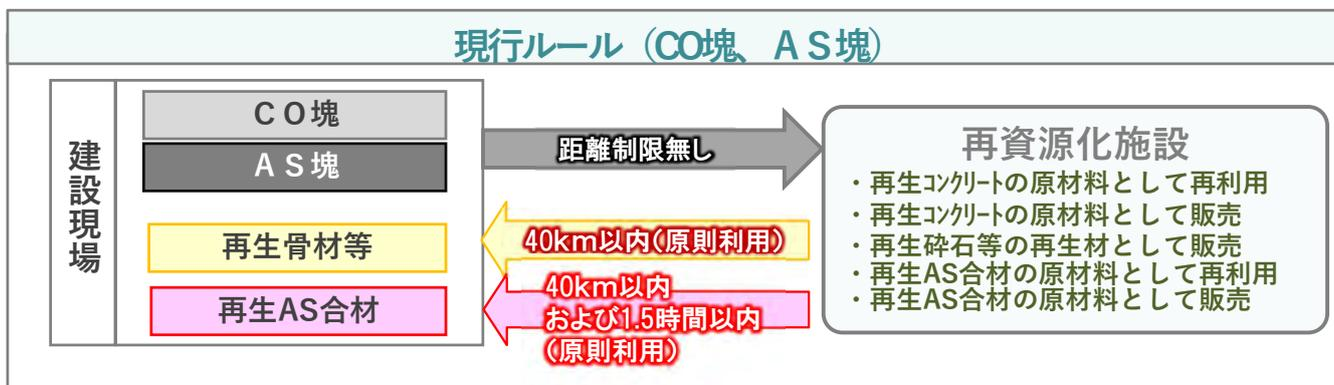 現行ルール（CO塊、ＡＳ塊）
建設現場
ＣＯ塊
ＡＳ塊
再生骨材等
再生AS合材
距離制限無し
40km以内（原則利用）
40km以内
および1.5時間以内
（原則利用）
再資源化施設
・再生ｺﾝｸﾘｰﾄの原材料として再利用
・再生ｺﾝｸﾘｰﾄの原材料として販売
・再生砕石等の再生材として販売
・再生AS合材の原材料として再利用
・再生AS合材の原材料として販売